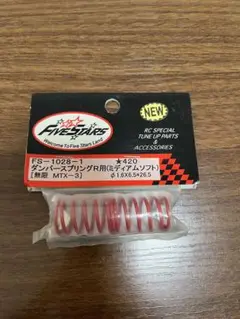 FIVESTARS
Welcome To Five Stars Land
NEW
RC SPECIAL
TUNE UP PARTS
&
ACCESSORIES
FS-1028-1 ★420
ダンパースプリングR用(ミディアムソフト)
[無限 MTX-3] φ1.6X6.5×26.5